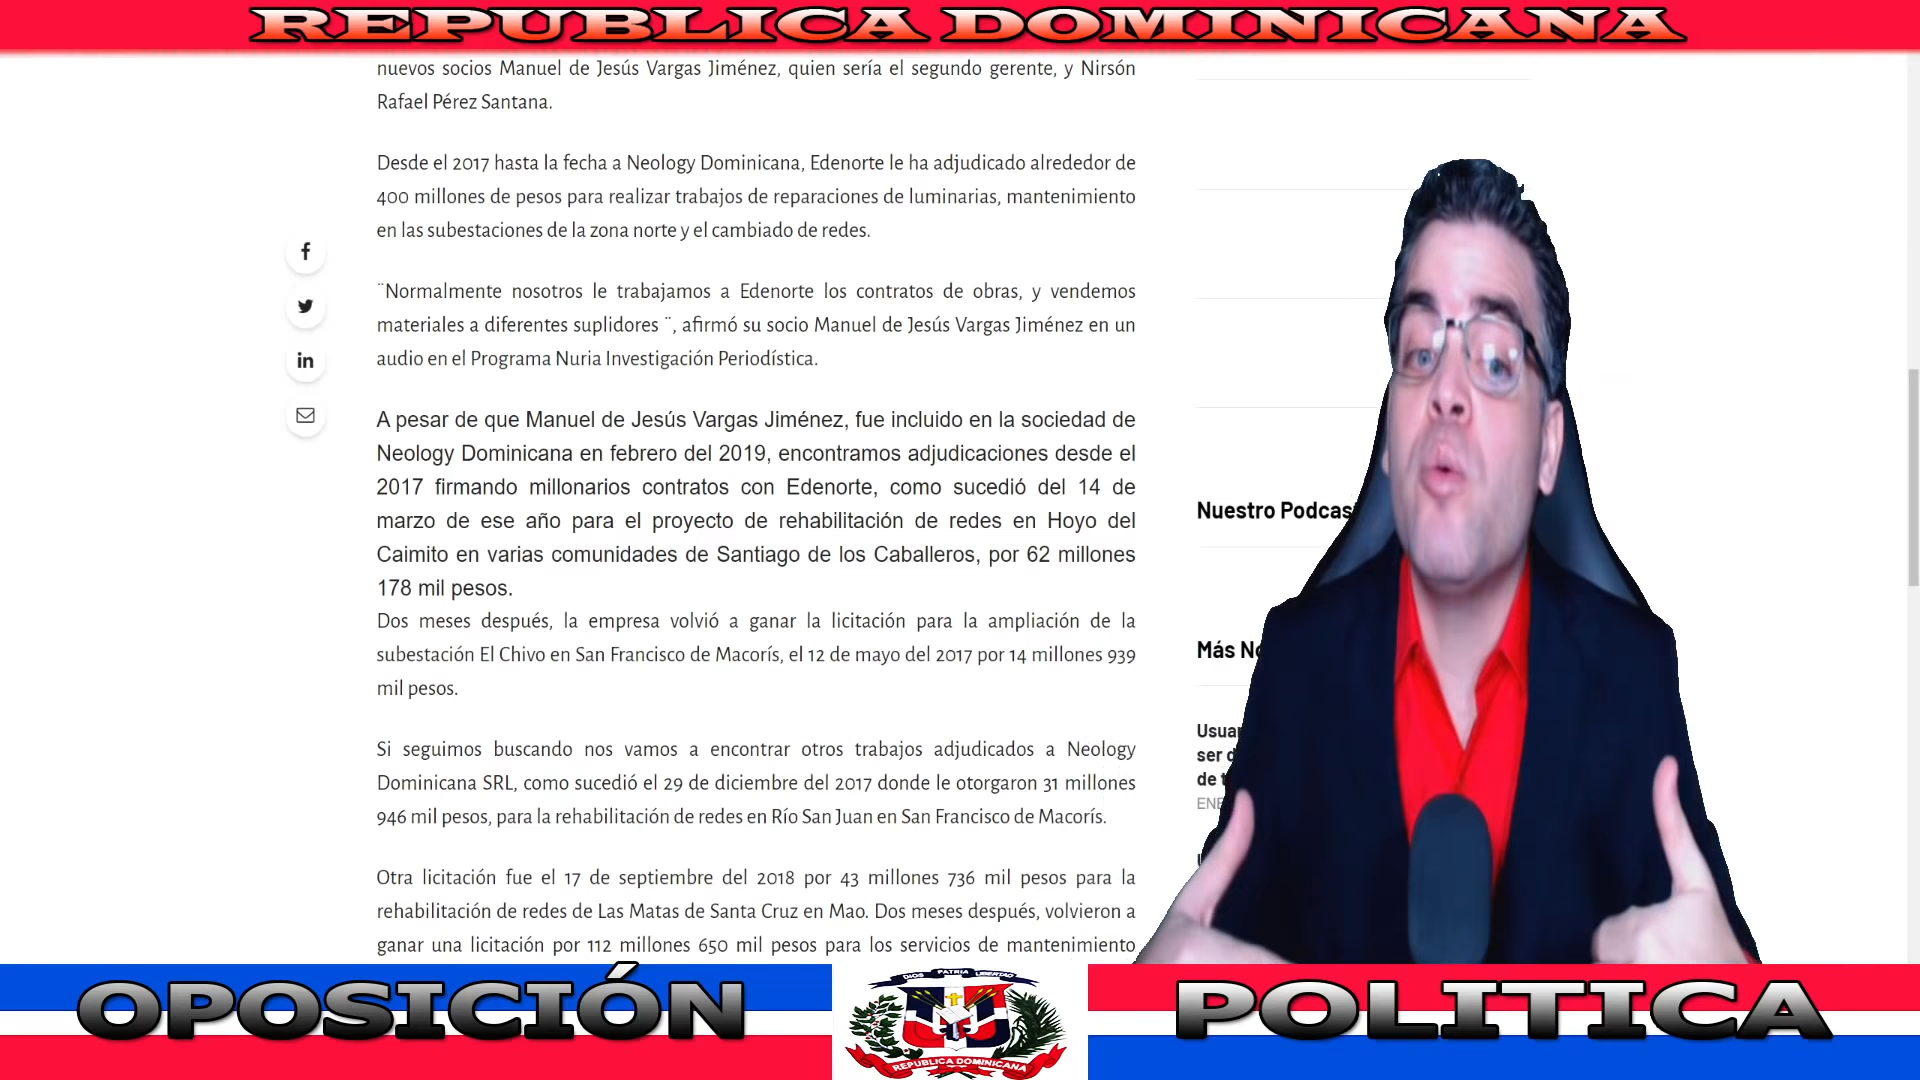 REPUBLICA DOMINICANA
nuevos socios Manuel de Jesús Vargas Jiménez, quien sería el segundo gerente, y Nirsón
Rafael Pérez Santana.
Desde el 2017 hasta la fecha a Neology Dominicana, Edenorte le ha adjudicado alrededor de
400 millones de pesos para realizar trabajos de reparaciones de luminarias, mantenimiento
en las subestaciones de la zona norte y el cambiado de redes.
¨Normalmente nosotros le trabajamos a Edenorte los contratos de obras, y vendemos
materiales a diferentes suplidores ¨, afirmó su socio Manuel de Jesús Vargas Jiménez en un
audio en el Programa Nuria Investigación Periodística.
A pesar de que Manuel de Jesús Vargas Jiménez, fue incluido en la sociedad de
Neology Dominicana en febrero del 2019, encontramos adjudicaciones desde el
2017 firmando millonarios contratos con Edenorte, como sucedió del 14 de
marzo de ese año para el proyecto de rehabilitación de redes en Hoyo del
Caimito en varias comunidades de Santiago de los Caballeros, por 62 millones
178 mil pesos.
Dos meses después, la empresa volvió a ganar la licitación para la ampliación de la
subestación El Chivo en San Francisco de Macorís, el 12 de mayo del 2017 por 14 millones 939
mil pesos.
Si seguimos buscando nos vamos a encontrar otros trabajos adjudicados a Neology
Dominicana SRL, como sucedió el 29 de diciembre del 2017 donde le otorgaron 31 millones
946 mil pesos, para la rehabilitación de redes en Río San Juan en San Francisco de Macorís.
Otra licitación fue el 17 de septiembre del 2018 por 43 millones 736 mil pesos para la
rehabilitación de redes de Las Matas de Santa Cruz en Mao. Dos meses después, volvieron a
ganar una licitación por 112 millones 650 mil pesos para los servicios de mantenimiento
Nuestro Podcas
Más
ser
de
OPOSICIÓN
DIOS PATRIA LIBERTAD
REPUBLICA DOMINICANA
POLITICA